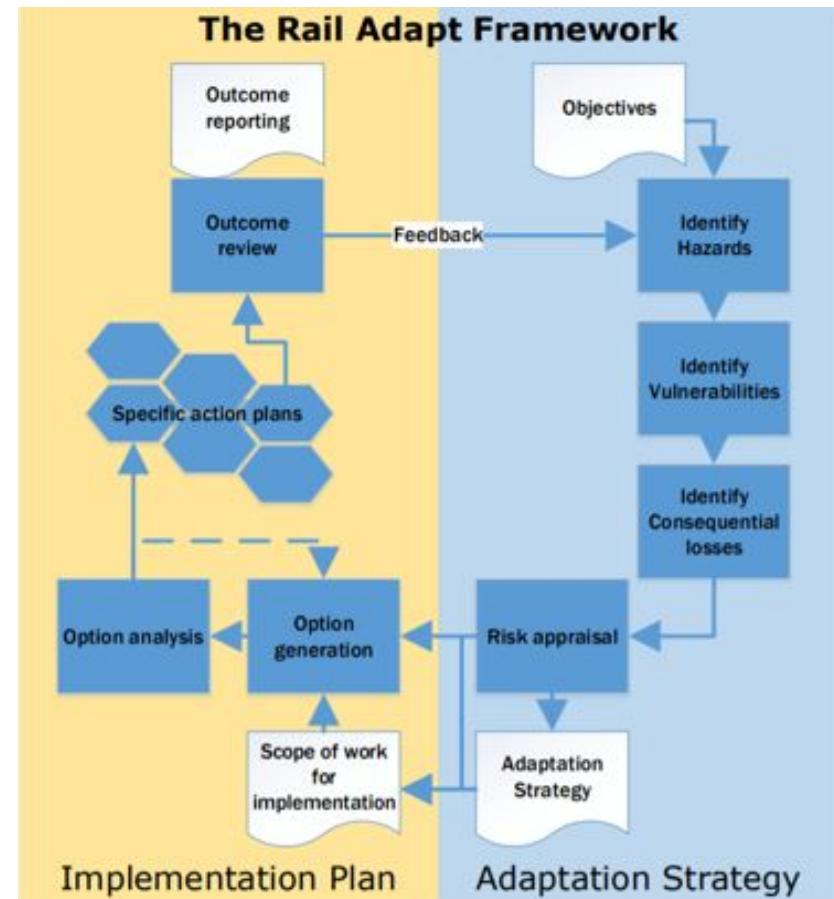 The Rail Adapt Framework
Outcome
reporting
Objectives
Outcome
review
Feedback
Identify
Hazards
Identify
Vulnerabilities
Specific action plans
Identify
Consequential
losses
Option analysis
Option
generation
Risk appraisal
Scope of work
for
implementation
Adaptation
Strategy
Implementation Plan
Adaptation Strategy